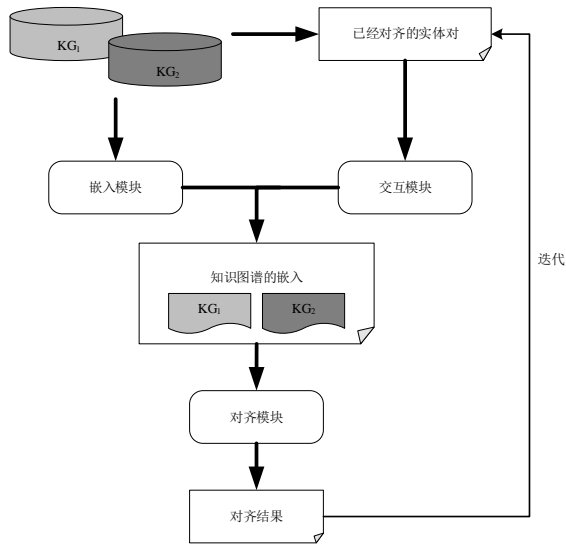 KG₁
KG₂
已经对齐的实体对
嵌入模块
交互模块
知识图谱的嵌入
KG₁
KG₂
迭代
对齐模块
对齐结果